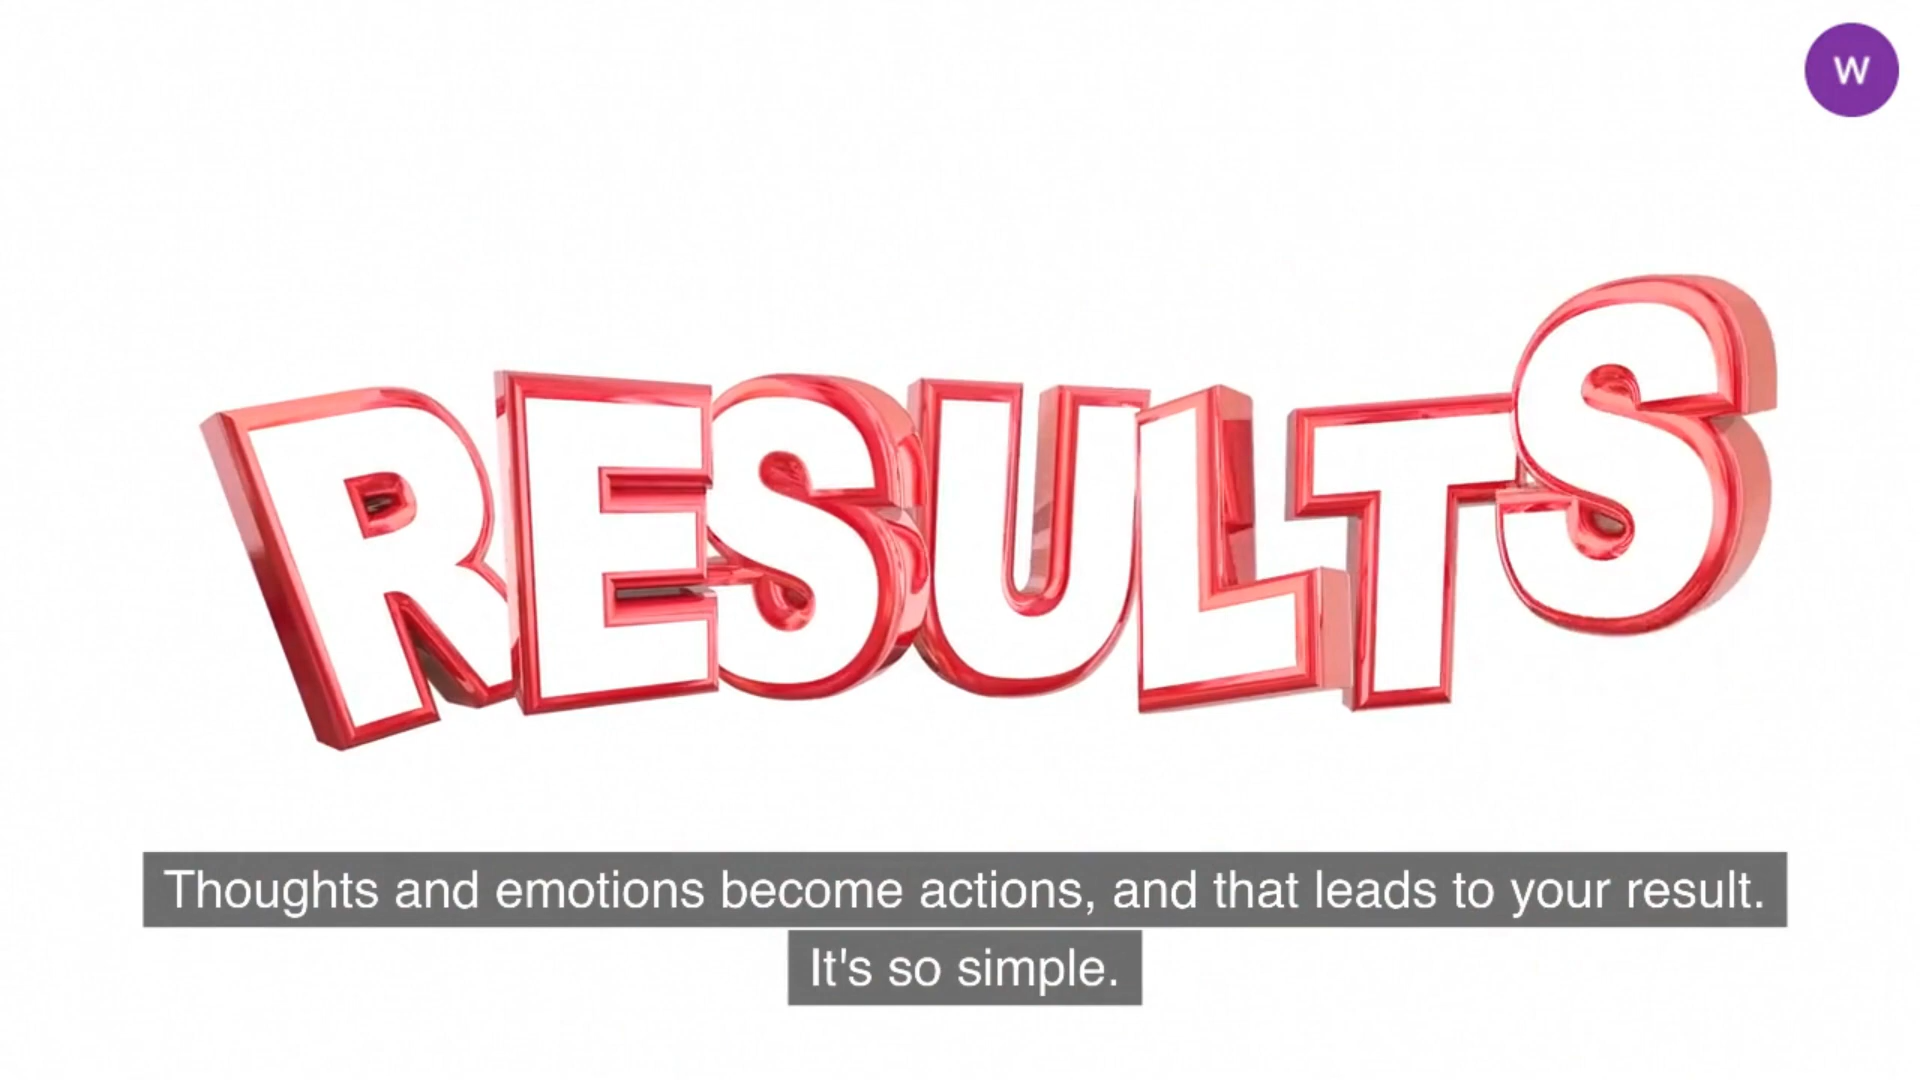 W
RESULTS
Thoughts and emotions become actions, and that leads to your result.
It's so simple.